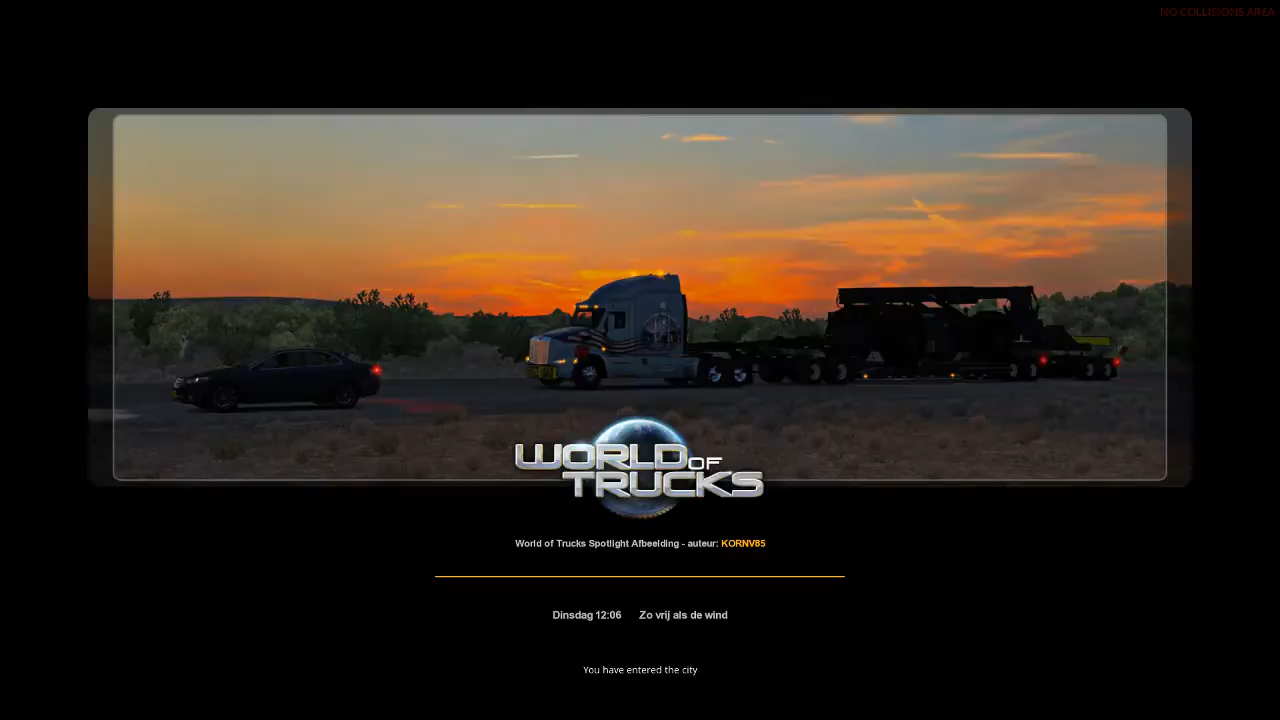 NO COLLISIONS AREA
WORLD OF
TRUCKS
World of Trucks Spotlight Afbeelding - auteur: KORNV85
Dinsdag 12:06 Zo vrij als de wind
You have entered the city